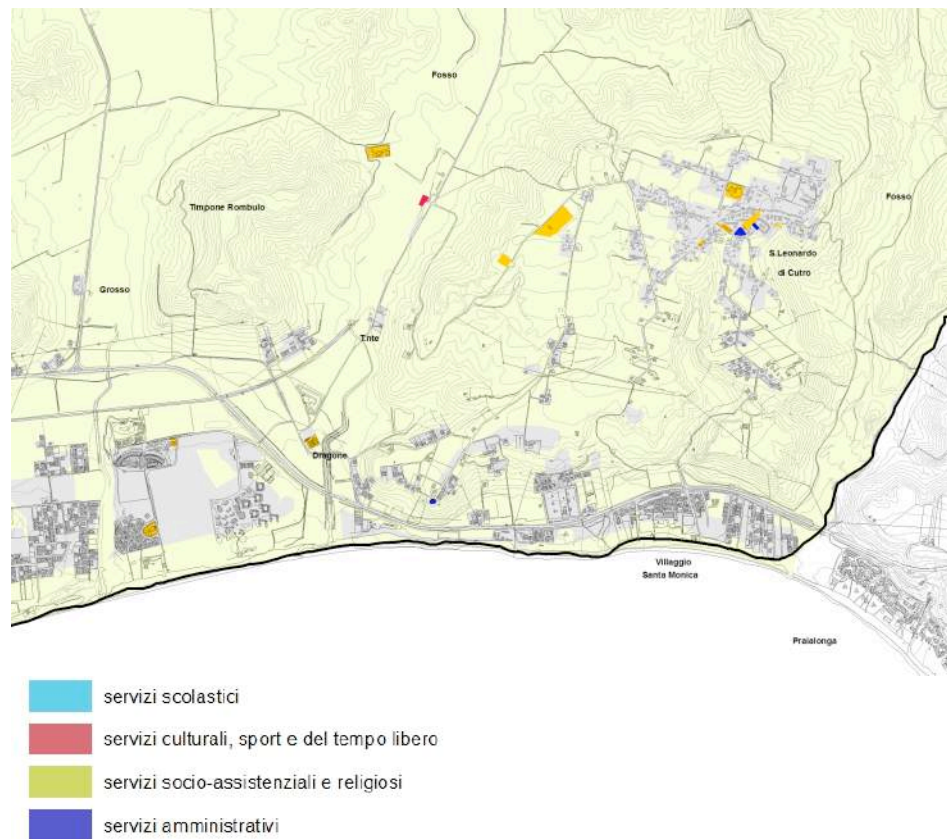 Fosso
Timpone Rombulo
Fosso
S.Leonardo
di Cutro
Grosso
T.nte
Dragone
Villaggio
Santa Monica
Praialonga
servizi scolastici
servizi culturali, sport e del tempo libero
servizi socio-assistenziali e religiosi
servizi amministrativi